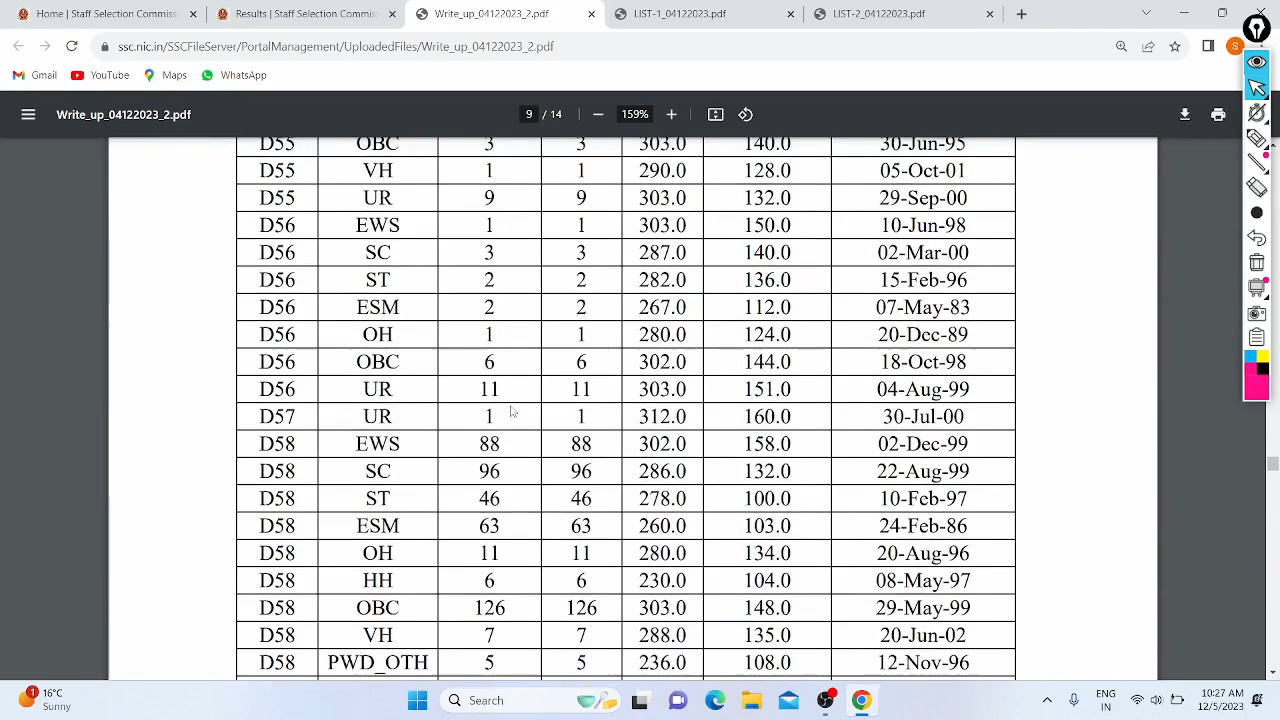 Home | Staff Selection Commissi
Results | Staff Selection Commiss
Write_up_04122023_2.pdf
LIST-1_04122023.pdf
LIST-2_04122023.pdf
ssc.nic.in/SSCFileServer/PortalManagement/UploadedFiles/Write_up_04122023_2
S
Gmail
YouTube
Maps
WhatsApp
Write_up_04122023_2.pdf
9 / 14
159%
D55 OBC 3 3 303.0 140.0 30-Jun-95
D55 VH 1 1 290.0 128.0 05-Oct-01
D55 UR 9 9 303.0 132.0 29-Sep-00
D56 EWS 1 1 303.0 150.0 10-Jun-98
D56 SC 3 3 287.0 140.0 02-Mar-00
D56 ST 2 2 282.0 136.0 15-Feb-96
D56 ESM 2 2 267.0 112.0 07-May-83
D56 OH 1 1 280.0 124.0 20-Dec-89
D56 OBC 6 6 302.0 144.0 18-Oct-98
D56 UR 11 11 303.0 151.0 04-Aug-99
D57 UR 1 1 312.0 160.0 30-Jul-00
D58 EWS 88 88 302.0 158.0 02-Dec-99
D58 SC 96 96 286.0 132.0 22-Aug-99
D58 ST 46 46 278.0 100.0 10-Feb-97
D58 ESM 63 63 260.0 103.0 24-Feb-86
D58 OH 11 11 280.0 134.0 20-Aug-96
D58 HH 6 6 230.0 104.0 08-May-97
D58 OBC 126 126 303.0 148.0 29-May-99
D58 VH 7 7 288.0 135.0 20-Jun-02
D58 PWD_OTH 5 5 236.0 108.0 12-Nov-96
1
16°C
Sunny
Search
ENG
IN
10:27 AM
12/5/2023